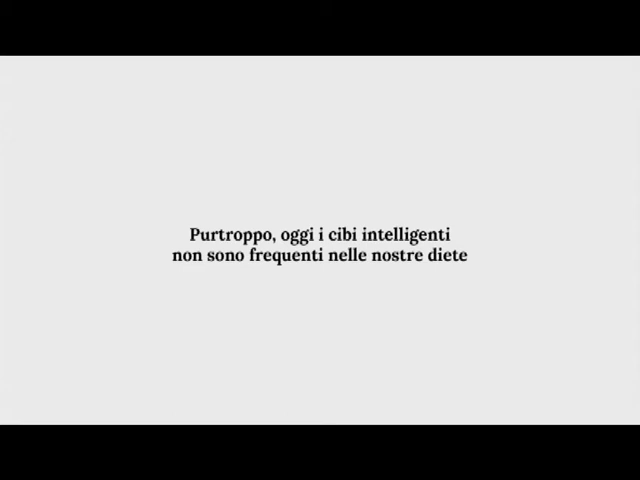 Purtroppo, oggi i cibi intelligenti
non sono frequenti nelle nostre diete